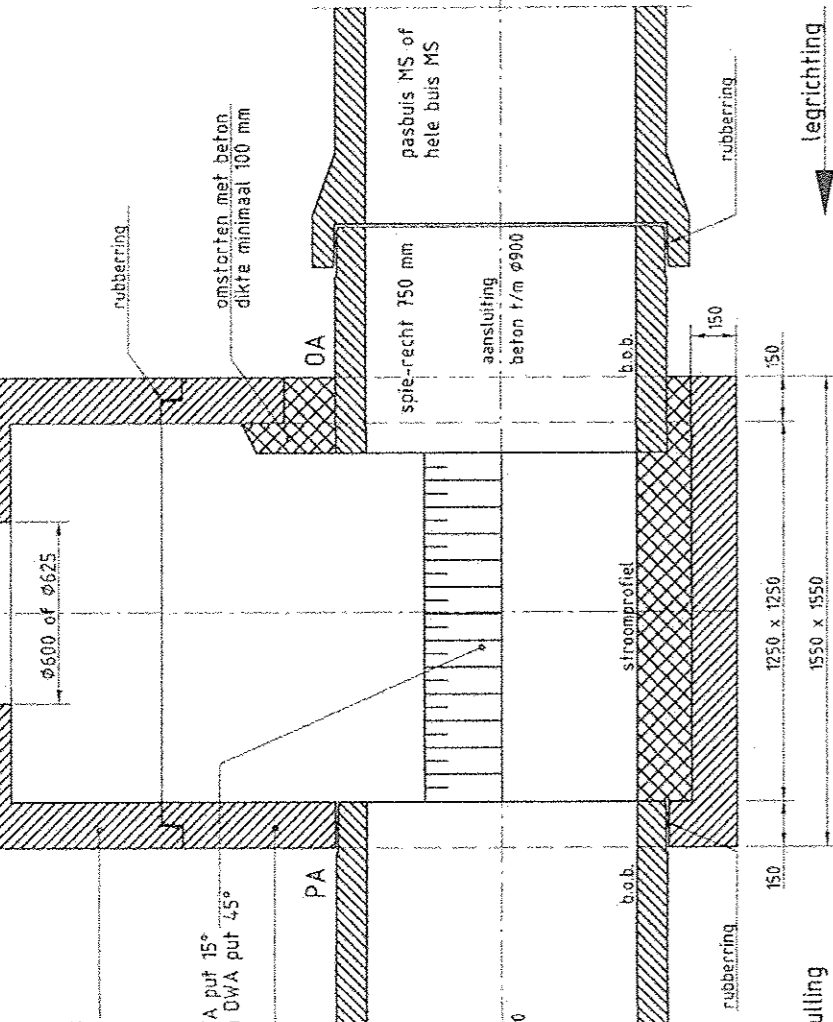 pasbuis MS of
hele buis MS
omstorten met beton
dikte minimaal 100 mm
rubberring
rubberring
legrichting
OA
spie-recht 750 mm
aansluiting
beton t/m ø900
b.o.b.
150
150
ø600 of ø625
stroomprofiel
1250 x 1250
1550 x 1550
PA
A put 15°
DWA put 45°
b.o.b.
150
rubberring
ulling